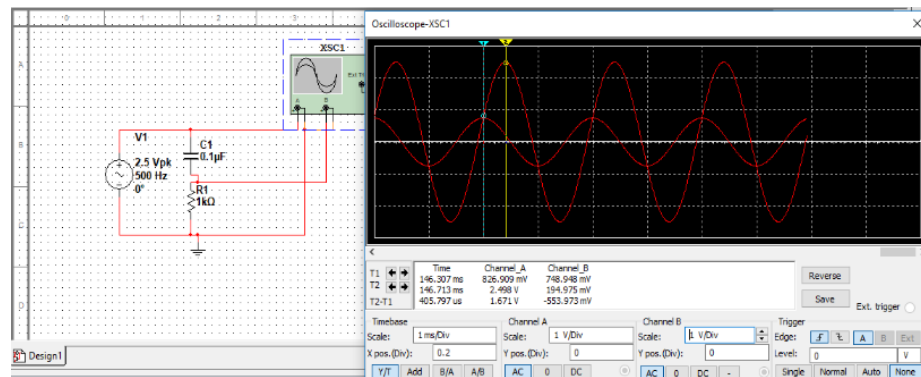 0 1 2 3
Oscilloscope-XSC1
XSC1
Ext T
A B
A
B
C
D
V1
2.5 Vpk
500 Hz
0°
C1
0.1µF
R1
1kΩ
T1
T2
T2-T1
Time Channel_A Channel_B
146.307 ms 826.909 mV 748.948 mV
146.713 ms 2.498 V 194.975 mV
405.797 us 1.671 V -553.973 mV
Reverse
Save
Ext. trigger
Timebase
Scale: 1 ms/Div
X pos.(Div): 0.2
Y/T Add B/A A/B
Channel A
Scale: 1 V/Div
Y pos.(Div): 0
AC 0 DC
Channel B
Scale: 1 V/Div
Y pos.(Div): 0
AC 0 DC -
Trigger
Edge: A B Ext
Level: 0 V
Single Normal Auto None
Design1